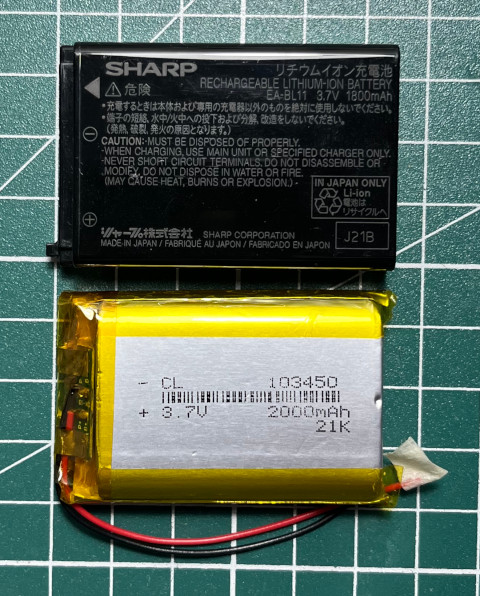 SHARP
リチウムイオン充電池
RECHARGEABLE LITHIUM-ION BATTERY
⚠危険
EA-BL11 3.7V 1800mAh
•充電するときは本体および専用の充電器以外のものを絶対に使用しないでください。
•端子の短絡、水中/火中への投下および分解、改造をしないでください。
(発熱、破裂、発火の原因となります。)
CAUTION:-MUST BE DISPOSED OF PROPERLY.
-WHEN CHARGING, USE MAIN UNIT OR SPECIFIED CHARGER ONLY.
-NEVER SHORT CIRCUIT TERMINALS, DO NOT DISASSEMBLE OR
MODIFY, DO NOT DISPOSE IN WATER OR FIRE.
(MAY CAUSE HEAT, BURNS OR EXPLOSION.)
IN JAPAN ONLY
Li-ion
電池は
リサイクルへ
シャープ株式会社 SHARP CORPORATION
MADE IN JAPAN / FABRIQUÉ AU JAPON / FABRICADO EN JAPON
J21B
- CL 103450
+ 3.7V 2000mAh
21K